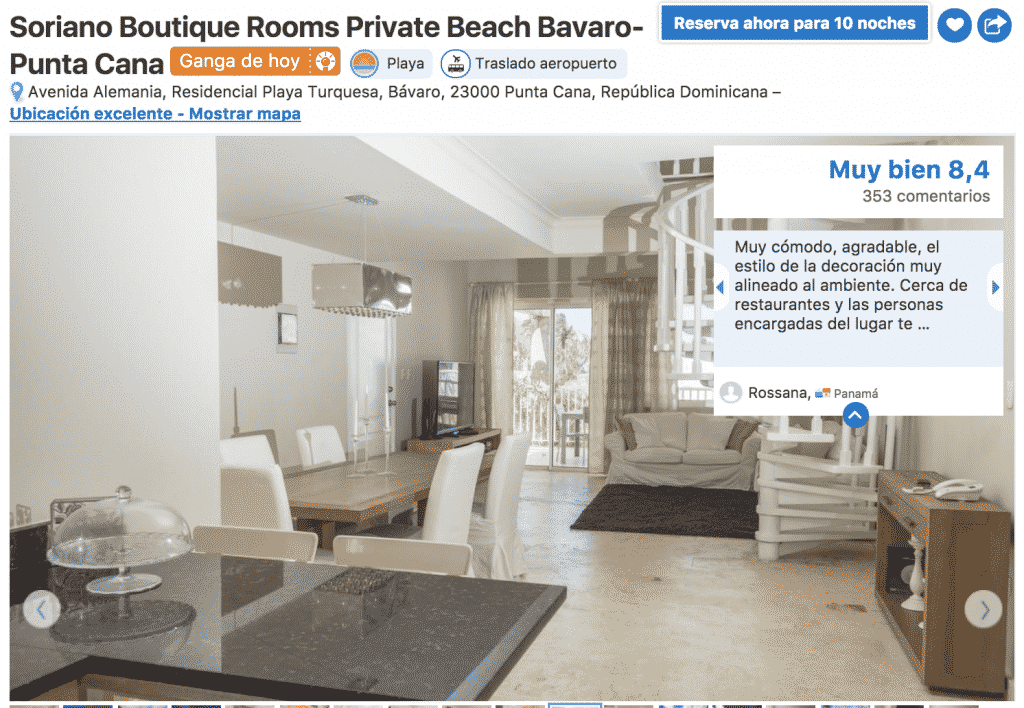 Soriano Boutique Rooms Private Beach Bavaro-
Punta Cana
Ganga de hoy
Playa
Traslado aeropuerto
Reserva ahora para 10 noches
Avenida Alemania, Residencial Playa Turquesa, Bávaro, 23000 Punta Cana, República Dominicana –
Ubicación excelente - Mostrar mapa
Muy bien 8,4
353 comentarios
Muy cómodo, agradable, el
estilo de la decoración muy
alineado al ambiente. Cerca de
restaurantes y las personas
encargadas del lugar te ...
Rossana, Panamá